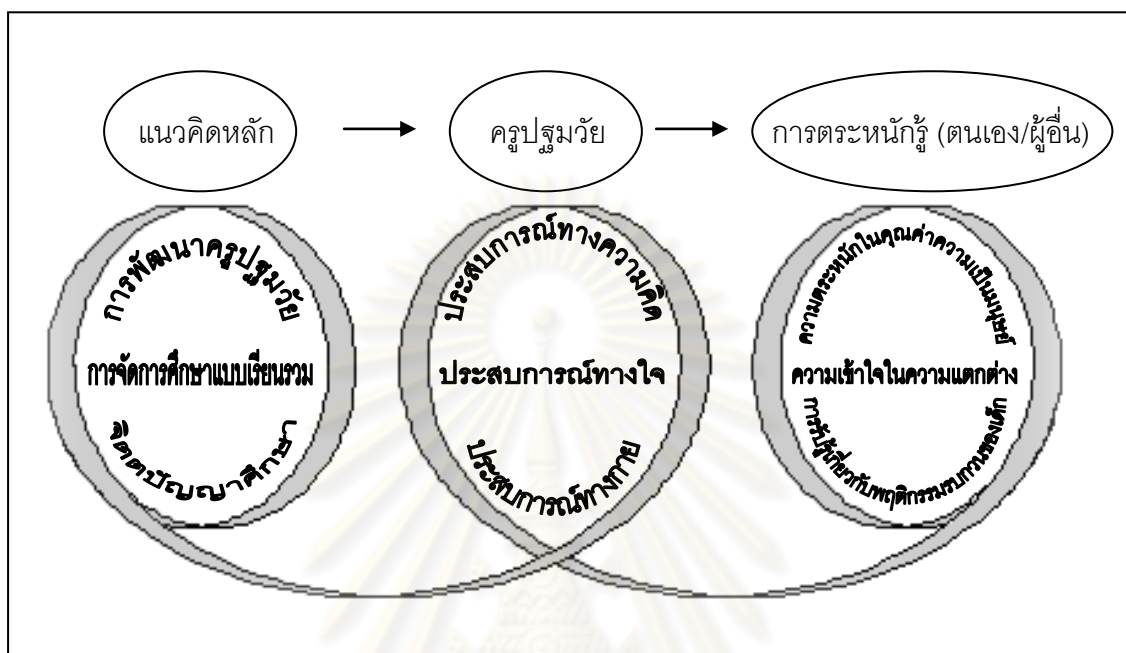 แนวคิดหลัก
ครูปฐมวัย
การตระหนักรู้ (ตนเอง/ผู้อื่น)
การพัฒนาครูปฐมวัย
การจัดการศึกษาแบบเรียนรวม
จิตตปัญญาศึกษา
ประสบการณ์ทางความคิด
ประสบการณ์ทางใจ
ประสบการณ์ทางกาย
ความตระหนักในคุณค่าความเป็นมนุษย์
ความเข้าใจในความแตกต่าง
การรับรู้เกี่ยวกับพฤติกรรมรบกวนของเด็ก